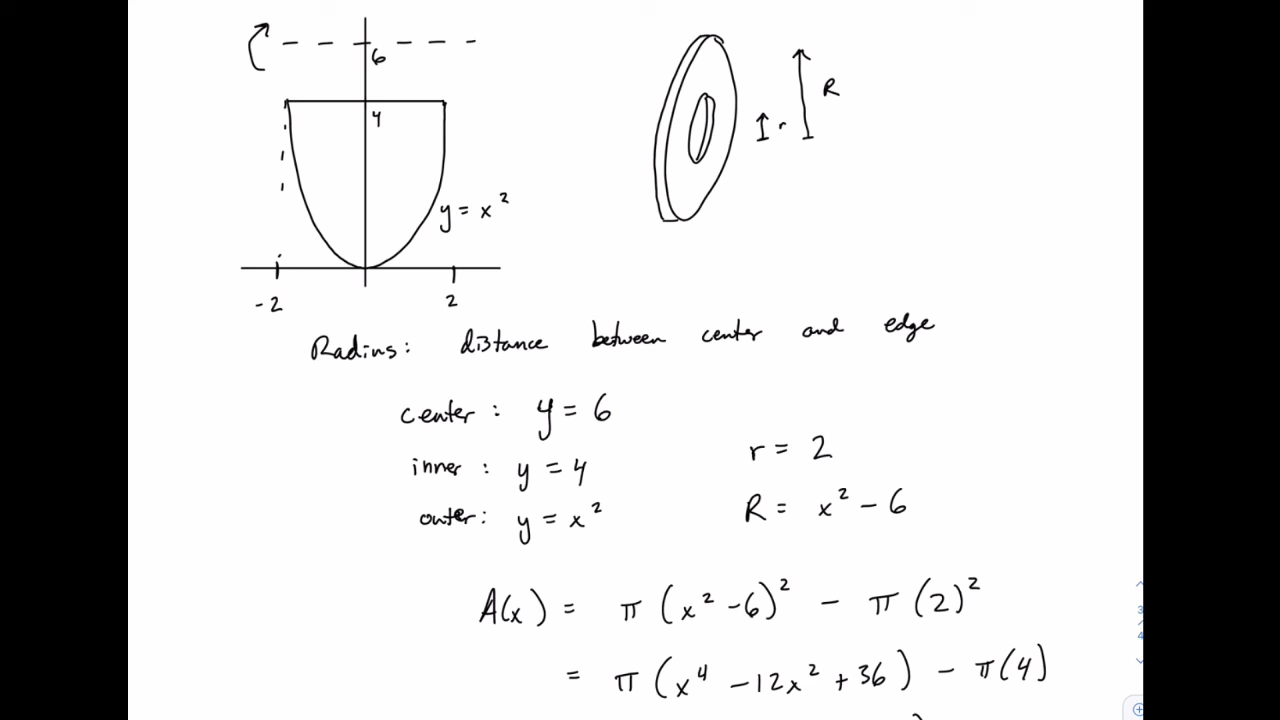 6
R
r
4
y = x²
-2 2
Radius: distance between center and edge
center : y = 6
inner : y = 4
r = 2
outer: y = x²
R = x² - 6
A(x) = π (x² - 6)² - π (2)²
= π (x⁴ - 12x² + 36) - π(4)